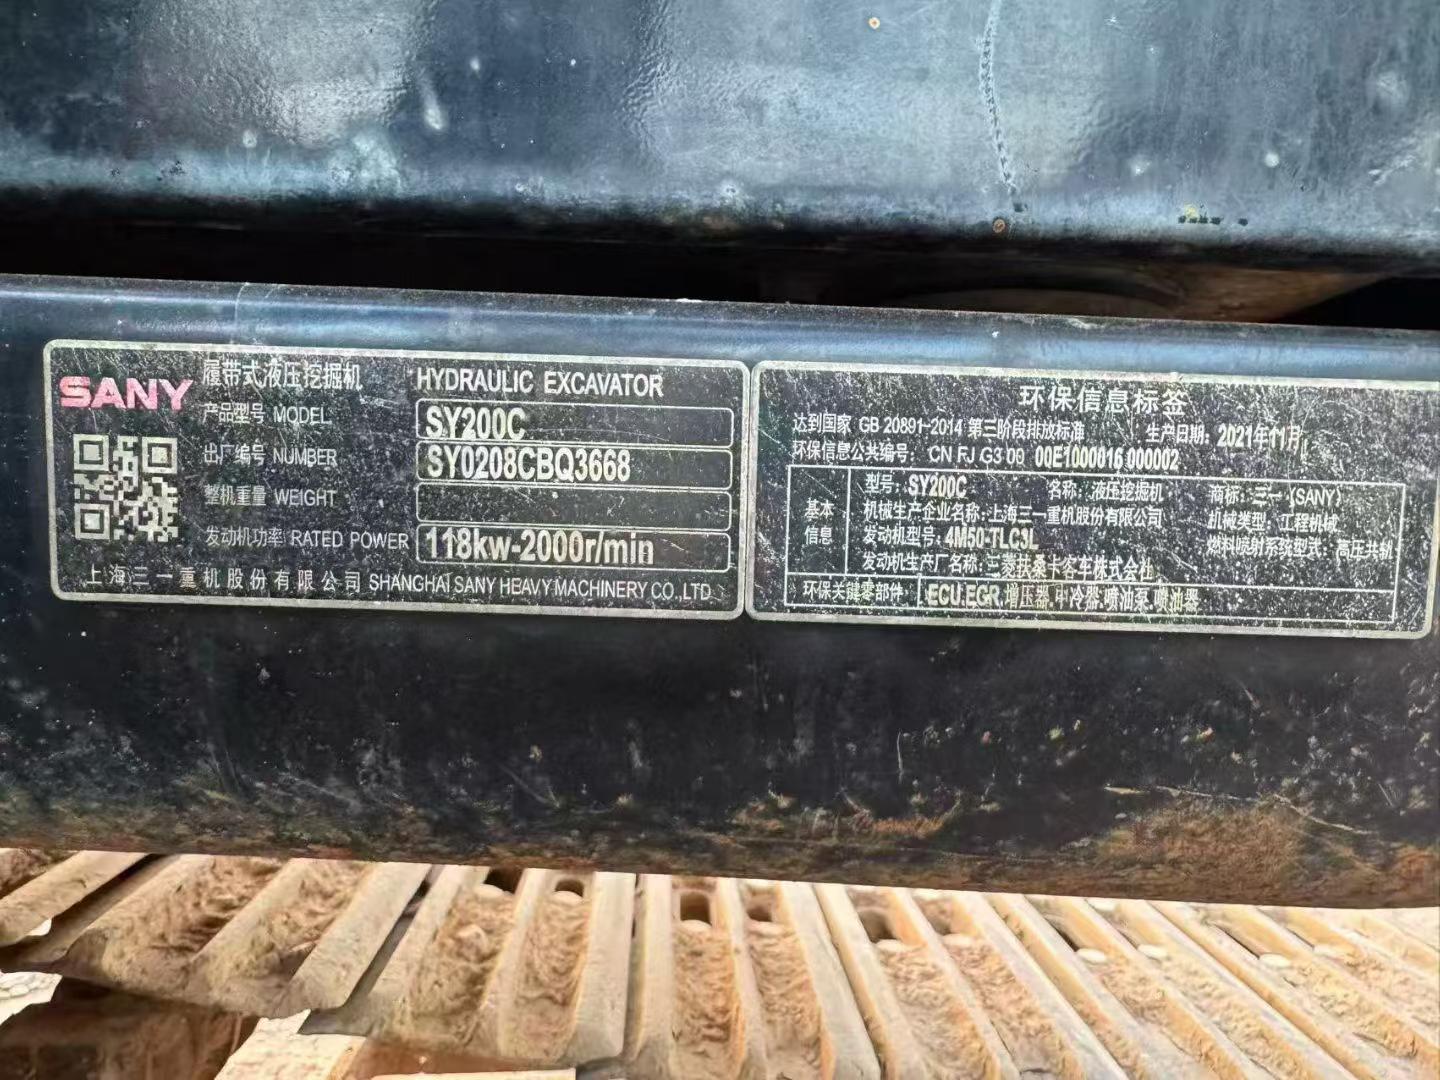 SANY 履带式液压挖掘机 HYDRAULIC EXCAVATOR
产品型号 MODEL SY200C
出厂编号 NUMBER SY0208CBQ3668
整机重量 WEIGHT
发动机功率 RATED POWER 118kw-2000r/min
上海三一重机股份有限公司 SHANGHAI SANY HEAVY MACHINERY CO.,LTD
环保信息标签
达到国家 GB 20891-2014 第三阶段排放标准 生产日期: 2021年11月
环保信息公共编号: CN FJ G3 00 00E1000016 000002
基本信息
型号: SY200C 名称: 液压挖掘机 商标: 三一 (SANY)
机械生产企业名称: 上海三一重机股份有限公司 机械类型: 工程机械
发动机型号: 4M50-TLC3L 燃料喷射系统型式: 高压共轨
发动机生产厂名称: 三菱扶桑卡客车株式会社
环保关键零部件 ECU.EGR.增压器.中冷器.喷油泵.喷油器